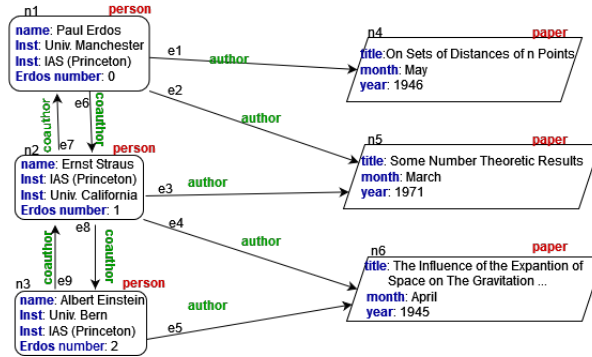 n1 person
name: Paul Erdos
Inst: Univ. Manchester
Inst: IAS (Princeton)
Erdos number: 0
e1 author
e2 author
n4 paper
title:On Sets of Distances of n Points
month: May
year: 1946
coauthor e6 coauthor
e7
n2 person
name: Ernst Straus
Inst: IAS (Princeton)
Inst: Univ. California
Erdos number: 1
e3 author
e4 author
n5 paper
title: Some Number Theoretic Results
month: March
year: 1971
coauthor e8 coauthor
e9
n3 person
name: Albert Einstein
Inst: Univ. Bern
Inst: IAS (Princeton)
Erdos number: 2
e5 author
n6 paper
title: The Influence of the Expantion of
Space on The Gravitation ...
month: April
year: 1945